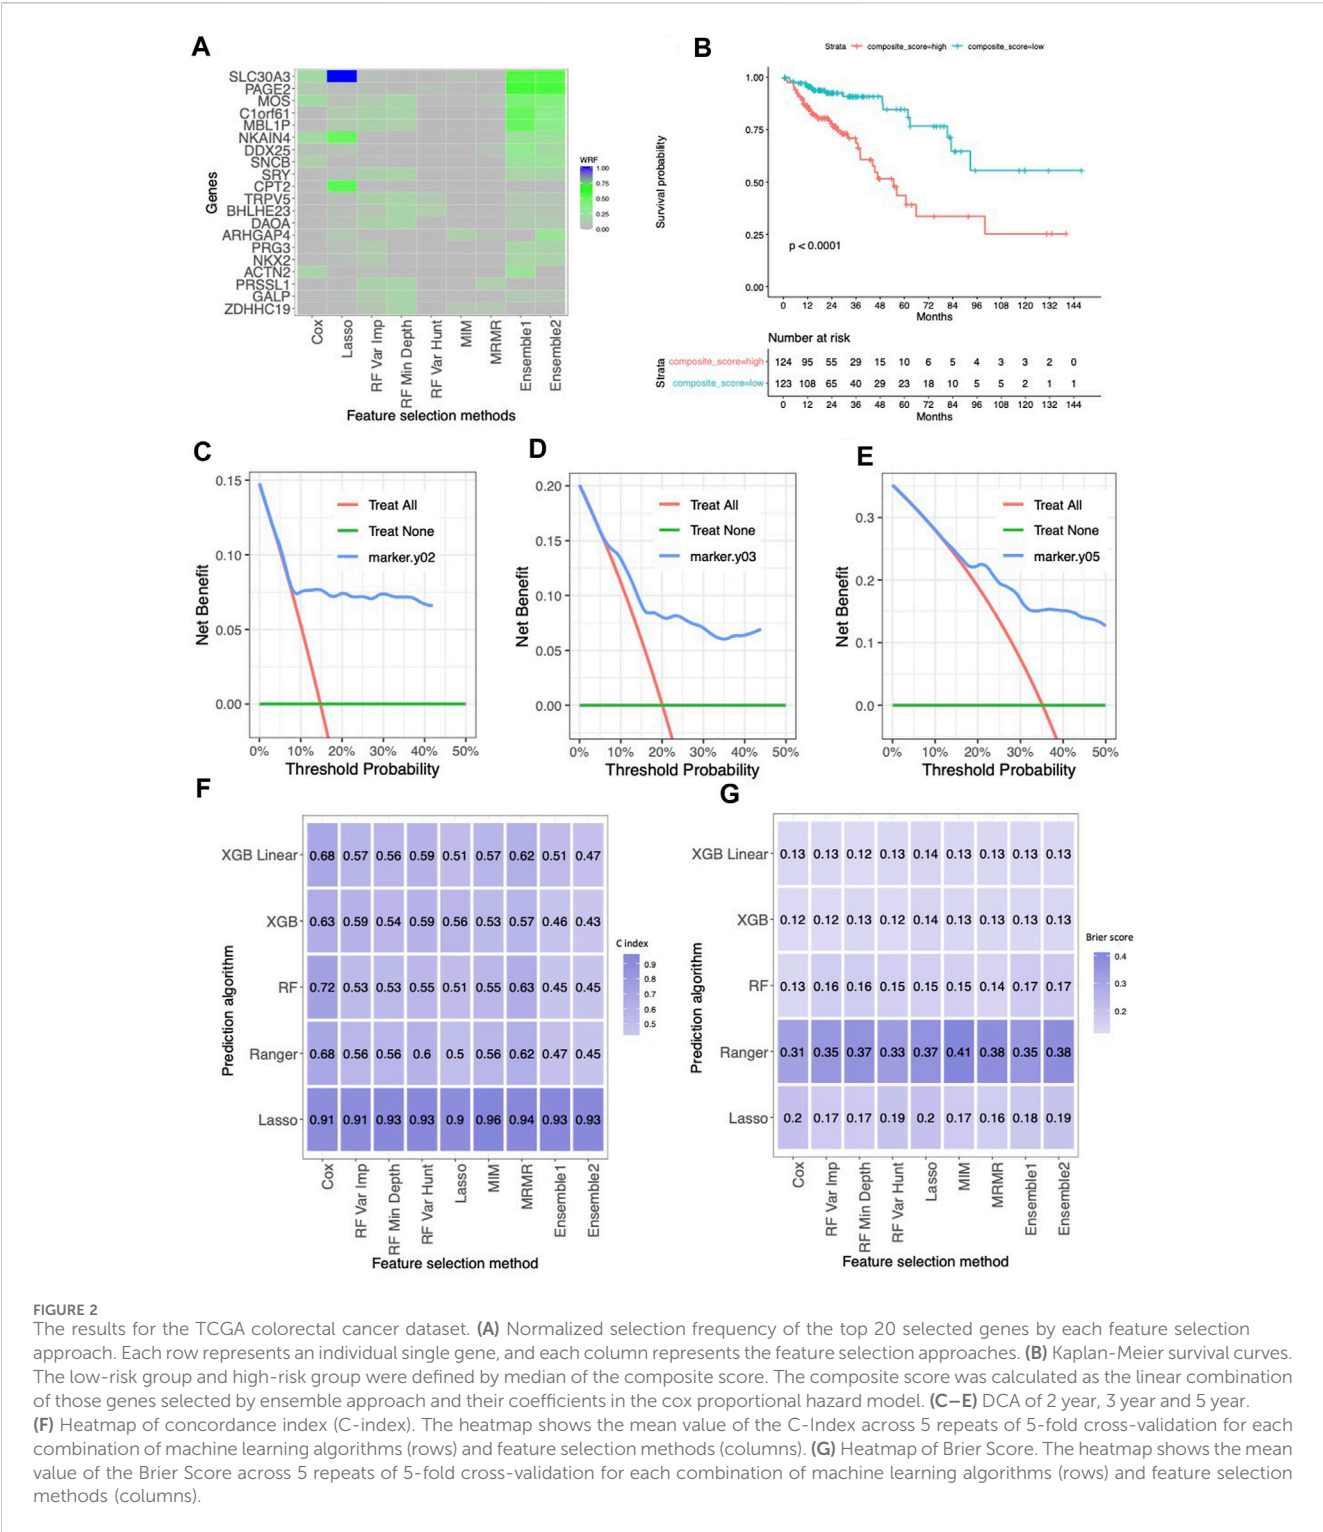 A
SLC30A3
PAGE2
MOS
C1orf61
MBL1P
NKAIN4
DDX25
SNCB
SRY
CPT2
TRPV5
BHLHE23
DAOA
ARHGAP4
PRG3
NKX2
ACTN2
PRSSL1
GALP
ZDHHC19
Genes
Cox
Lasso
RF Var Imp
RF Min Depth
RF Var Hunt
MIM
MRMR
Ensemble1
Ensemble2
Feature selection methods
WRF
1.00
0.75
0.50
0.25
0.00
B
Strata composite_score=high composite_score=low
Survival probability
1.00
0.75
0.50
0.25
0.00
p < 0.0001
0 12 24 36 48 60 72 84 96 108 120 132 144
Months
Number at risk
Strata
composite_score=high 124 95 55 29 15 10 6 5 4 3 3 2 0
composite_score=low 123 108 65 40 29 23 18 10 5 5 2 1 1
0 12 24 36 48 60 72 84 96 108 120 132 144
Months
C
Net Benefit
0.15
0.10
0.05
0.00
Treat All
Treat None
marker.y02
0% 10% 20% 30% 40% 50%
Threshold Probability
D
Net Benefit
0.20
0.15
0.10
0.05
0.00
Treat All
Treat None
marker.y03
0% 10% 20% 30% 40% 50%
Threshold Probability
E
Net Benefit
0.3
0.2
0.1
0.0
Treat All
Treat None
marker.y05
0% 10% 20% 30% 40% 50%
Threshold Probability
F
Prediction algorithm
XGB Linear 0.68 0.57 0.56 0.59 0.51 0.57 0.62 0.51 0.47
XGB 0.63 0.59 0.54 0.59 0.56 0.53 0.57 0.46 0.43
RF 0.72 0.53 0.53 0.55 0.51 0.55 0.63 0.45 0.45
Ranger 0.68 0.56 0.56 0.6 0.5 0.56 0.62 0.47 0.45
Lasso 0.91 0.91 0.93 0.93 0.9 0.96 0.94 0.93 0.93
Cox
RF Var Imp
RF Min Depth
RF Var Hunt
Lasso
MIM
MRMR
Ensemble1
Ensemble2
Feature selection method
C index
0.9
0.8
0.7
0.6
0.5
G
Prediction algorithm
XGB Linear 0.13 0.13 0.12 0.13 0.14 0.13 0.13 0.13 0.13
XGB 0.12 0.12 0.13 0.12 0.14 0.13 0.13 0.13 0.13
RF 0.13 0.16 0.16 0.15 0.15 0.15 0.14 0.17 0.17
Ranger 0.31 0.35 0.37 0.33 0.37 0.41 0.38 0.35 0.38
Lasso 0.2 0.17 0.17 0.19 0.2 0.17 0.16 0.18 0.19
Cox
RF Var Imp
RF Min Depth
RF Var Hunt
Lasso
MIM
MRMR
Ensemble1
Ensemble2
Feature selection method
Brier score
0.4
0.3
0.2
FIGURE 2
The results for the TCGA colorectal cancer dataset. (A) Normalized selection frequency of the top 20 selected genes by each feature selection
approach. Each row represents an individual single gene, and each column represents the feature selection approaches. (B) Kaplan-Meier survival curves.
The low-risk group and high-risk group were defined by median of the composite score. The composite score was calculated as the linear combination
of those genes selected by ensemble approach and their coefficients in the cox proportional hazard model. (C–E) DCA of 2 year, 3 year and 5 year.
(F) Heatmap of concordance index (C-index). The heatmap shows the mean value of the C-Index across 5 repeats of 5-fold cross-validation for each
combination of machine learning algorithms (rows) and feature selection methods (columns). (G) Heatmap of Brier Score. The heatmap shows the mean
value of the Brier Score across 5 repeats of 5-fold cross-validation for each combination of machine learning algorithms (rows) and feature selection
methods (columns).